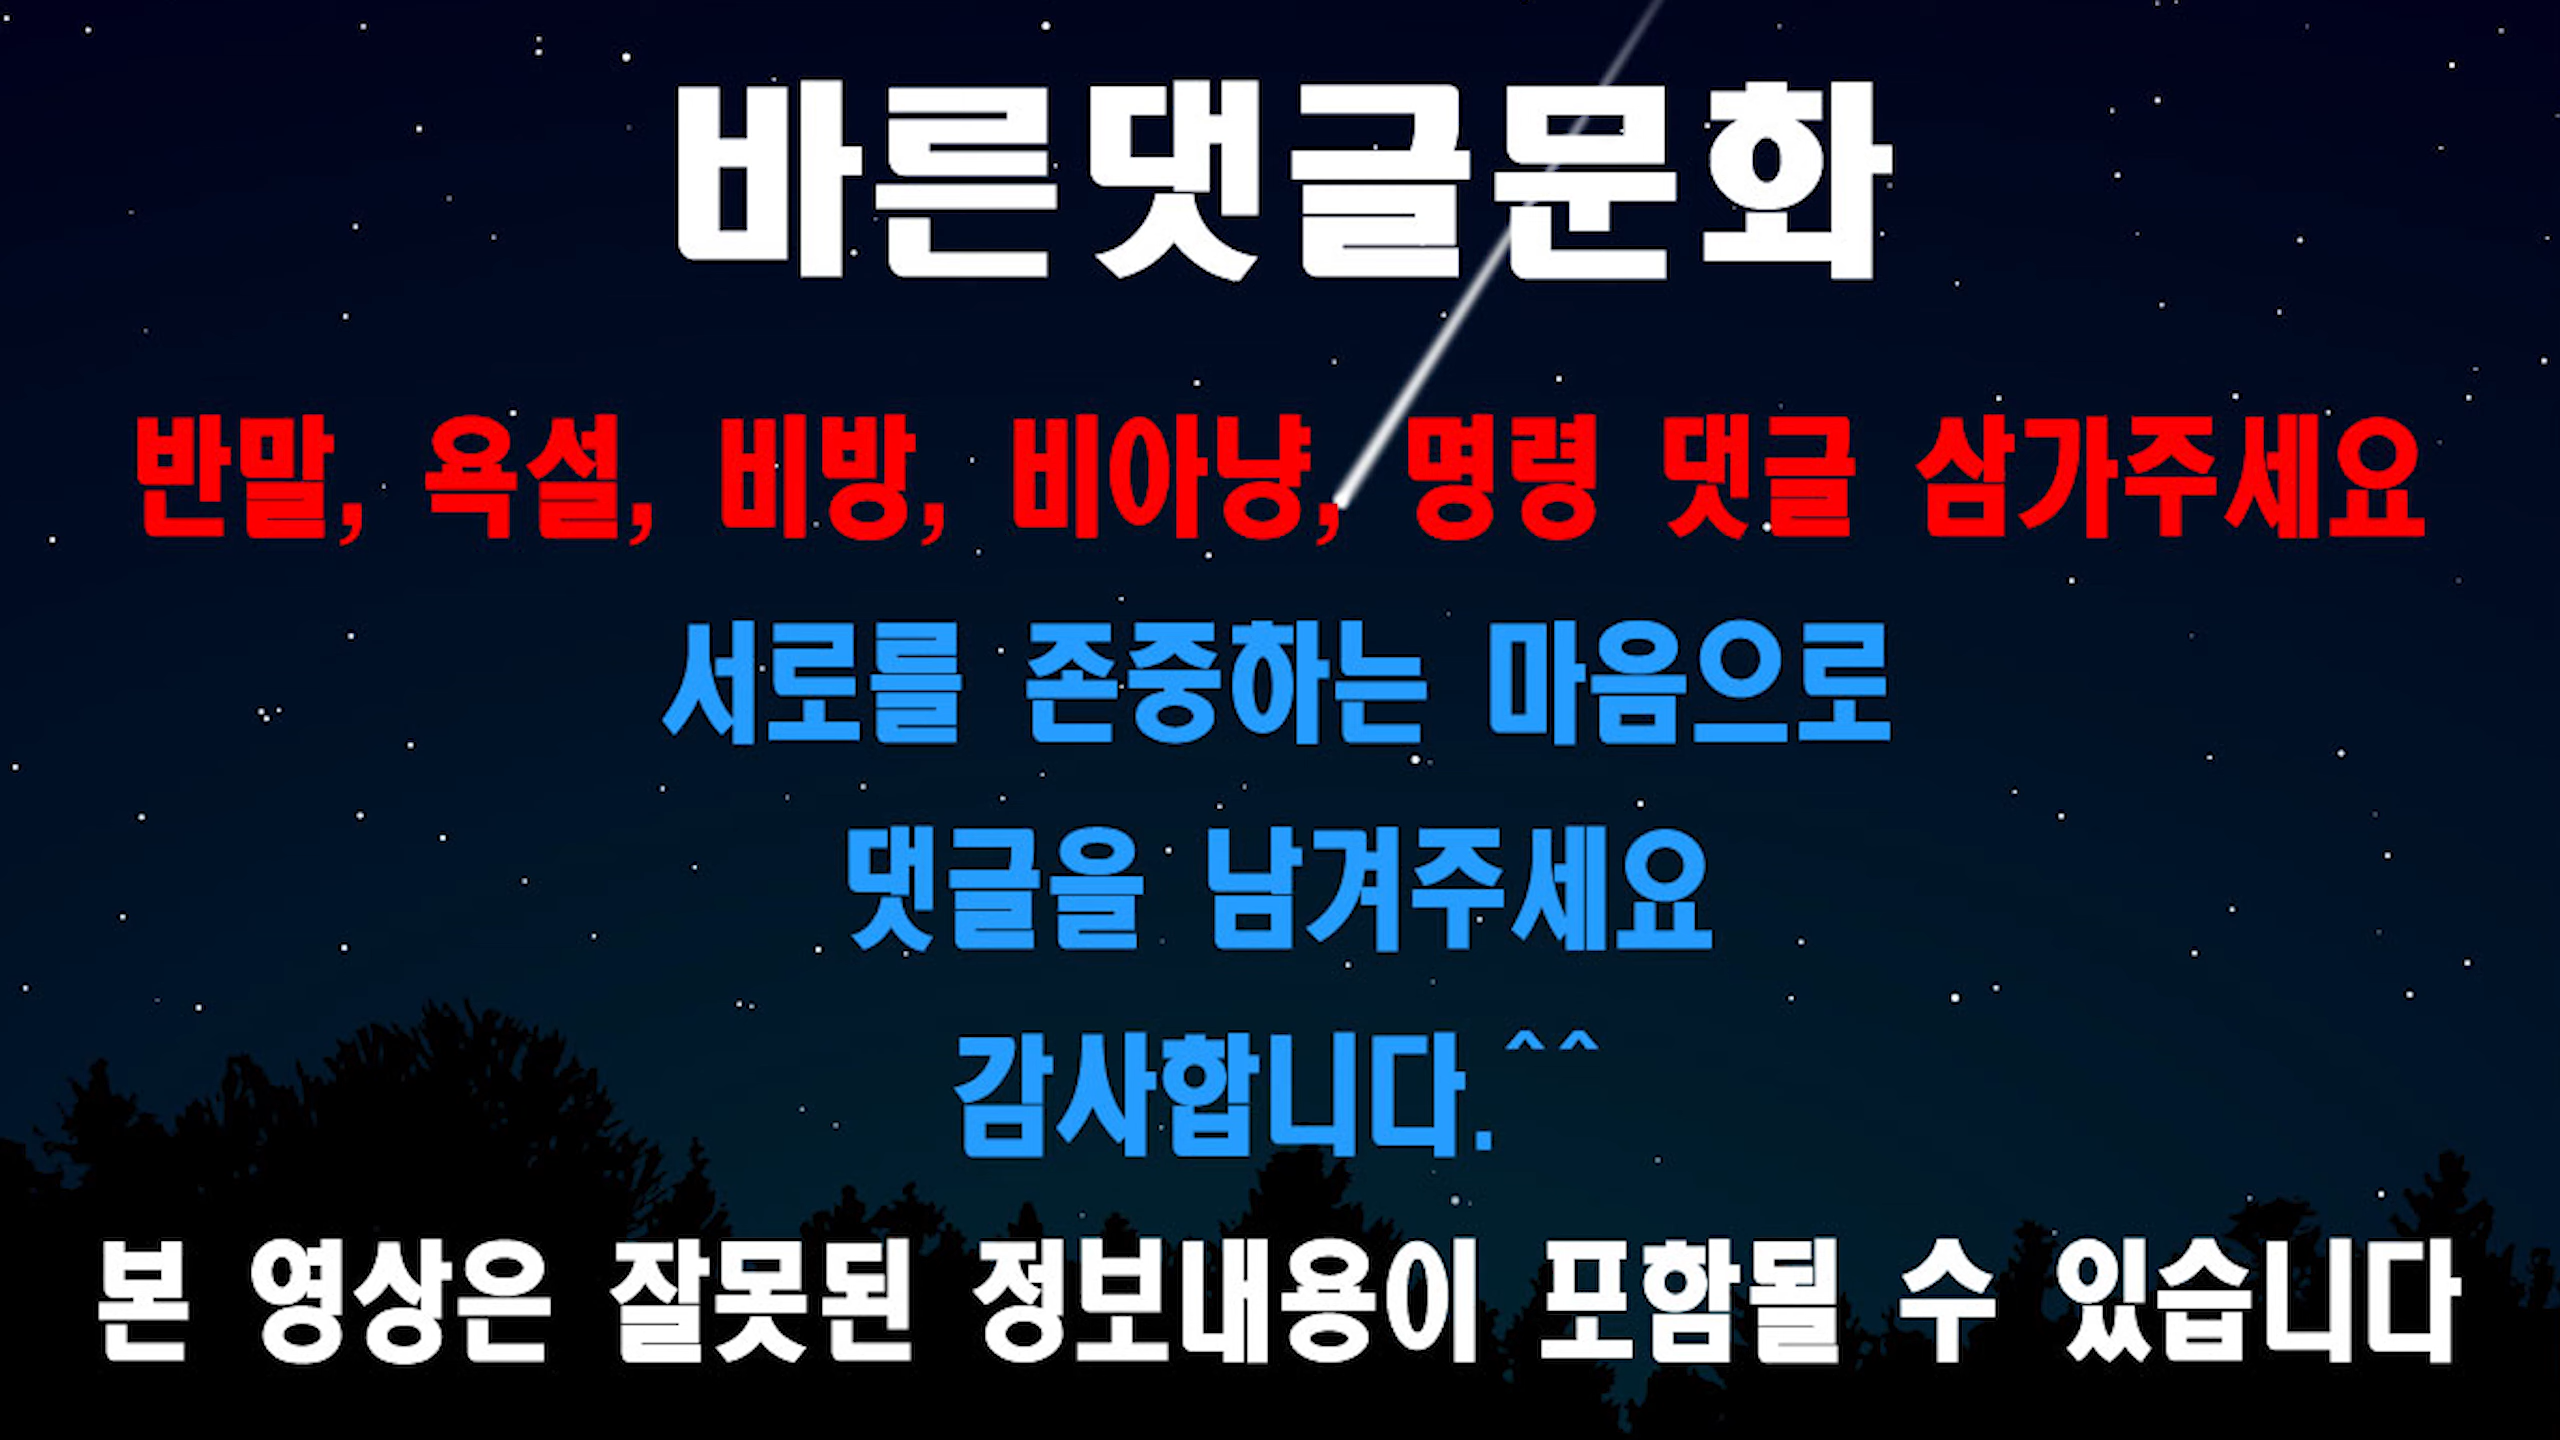 바른댓글문화
반말, 욕설, 비방, 비아냥, 명령 댓글 삼가주세요
서로를 존중하는 마음으로
댓글을 남겨주세요
감사합니다.^^
본 영상은 잘못된 정보내용이 포함될 수 있습니다